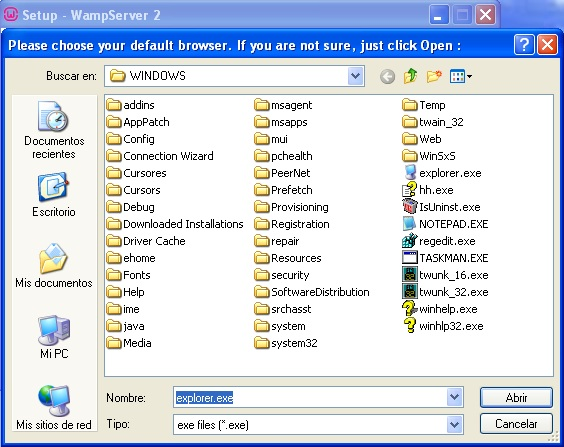 Setup - WampServer 2
Please choose your default browser. If you are not sure, just click Open :
Buscar en:
WINDOWS
Documentos recientes
Escritorio
Mis documentos
Mi PC
Mis sitios de red
addins
AppPatch
Config
Connection Wizard
Cursores
Cursors
Debug
Downloaded Installations
Driver Cache
ehome
Fonts
Help
ime
java
Media
msagent
msapps
mui
pchealth
PeerNet
Prefetch
Provisioning
Registration
repair
Resources
security
SoftwareDistribution
srchasst
system
system32
Temp
twain_32
Web
WinSxS
explorer.exe
hh.exe
IsUninst.exe
NOTEPAD.EXE
regedit.exe
TASKMAN.EXE
twunk_16.exe
twunk_32.exe
winhelp.exe
winhlp32.exe
Nombre:
explorer.exe
Abrir
Tipo:
exe files (*.exe)
Cancelar